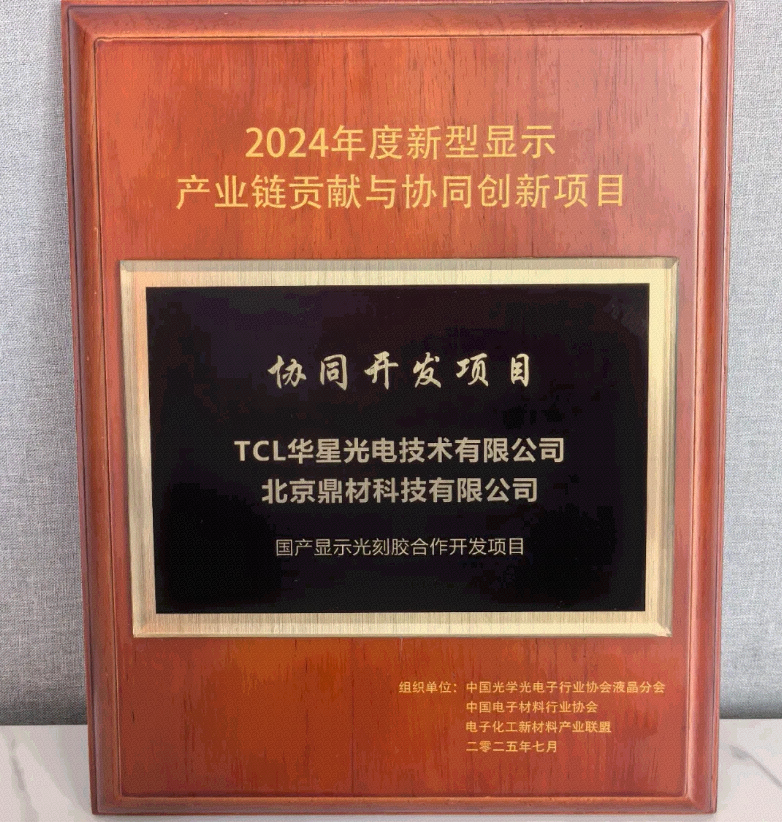 2024年度新型显示
产业链贡献与协同创新项目
协同开发项目
TCL华星光电技术有限公司
北京鼎材科技有限公司
国产显示光刻胶合作开发项目
组织单位：中国光学光电子行业协会液晶分会
中国电子材料行业协会
电子化工新材料产业联盟
二零二五年七月